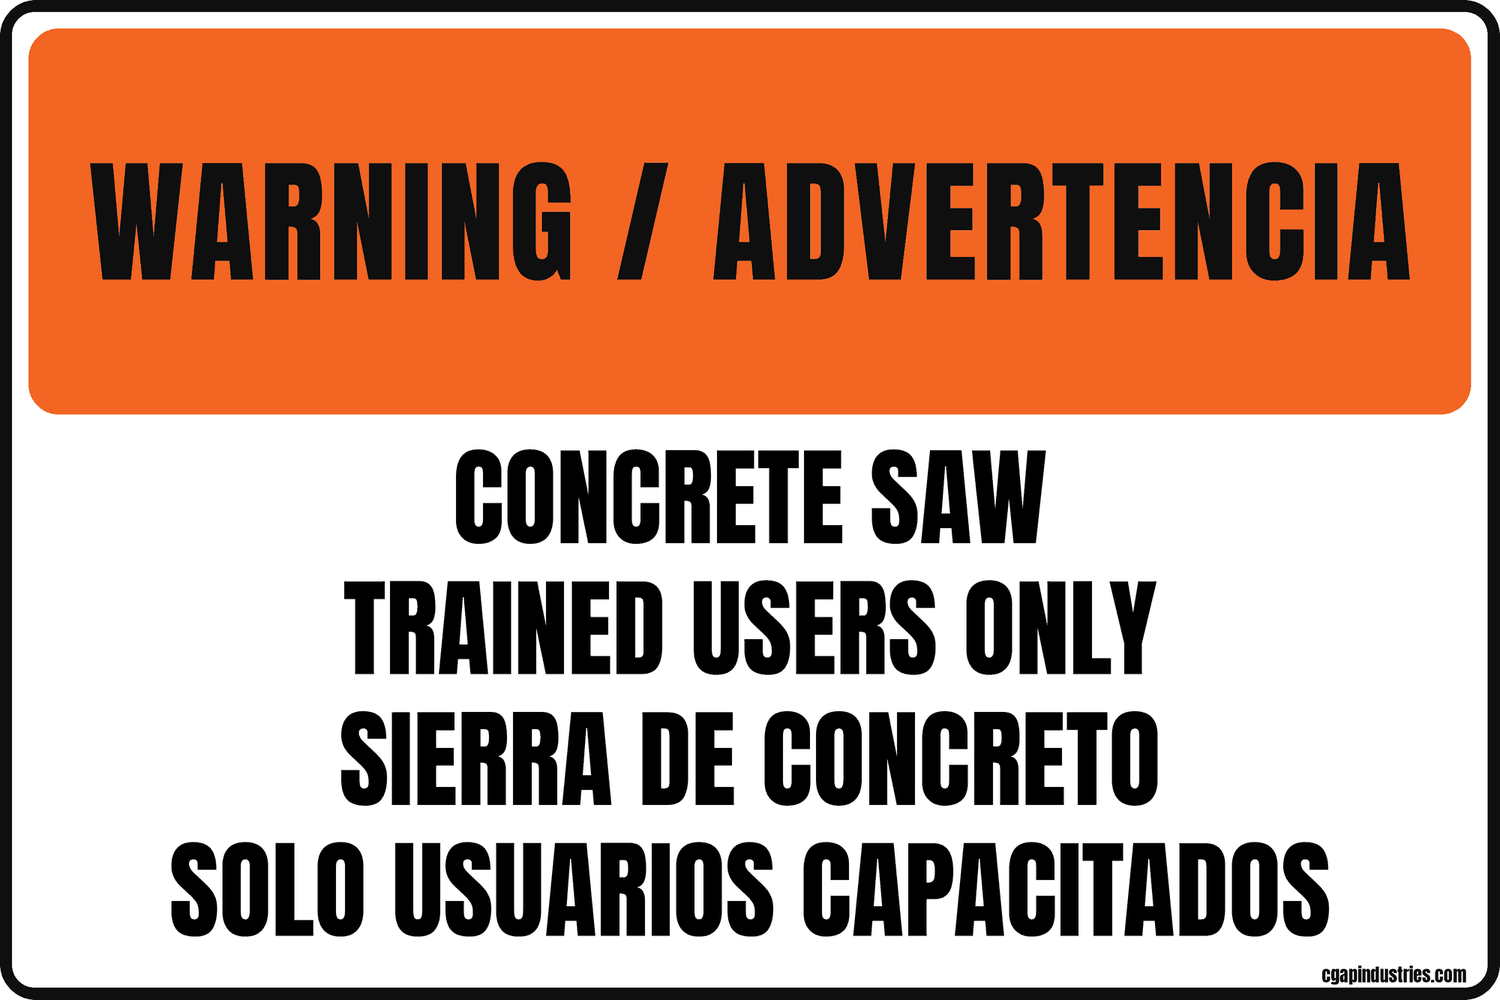 WARNING / ADVERTENCIA
CONCRETE SAW
TRAINED USERS ONLY
SIERRA DE CONCRETO
SOLO USUARIOS CAPACITADOS
cgapindustries.com